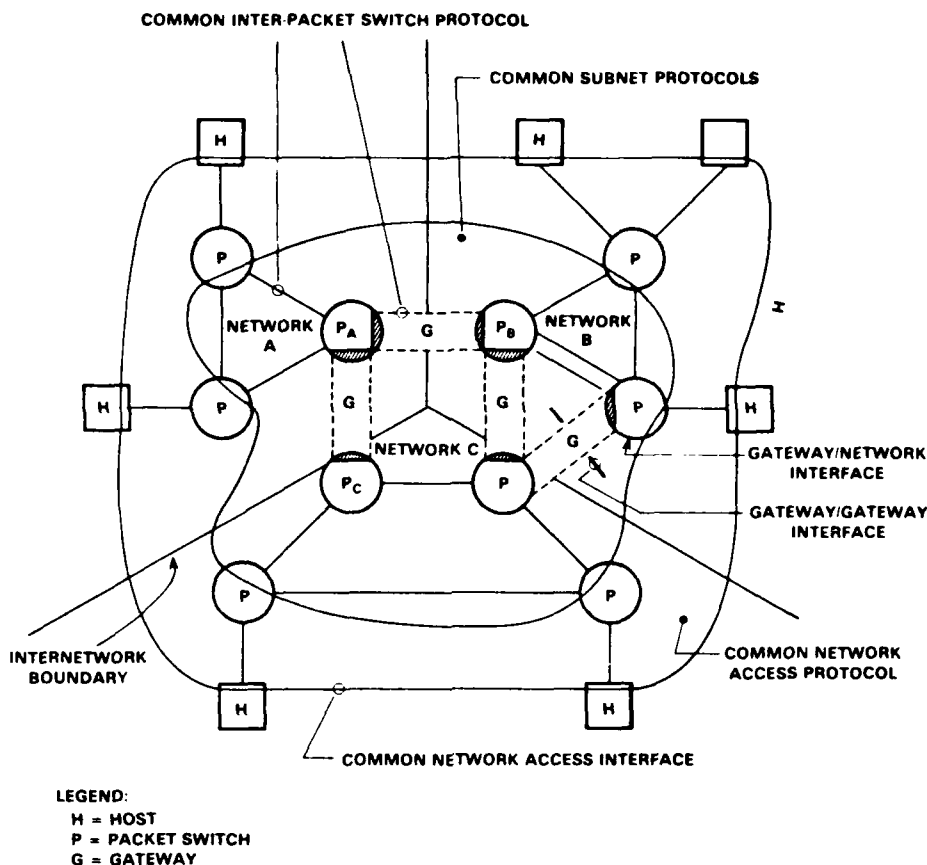 COMMON INTER-PACKET SWITCH PROTOCOL
COMMON SUBNET PROTOCOLS
H
H
P
P
H
NETWORK
A
PA
G
PB
NETWORK
B
H
P
G
G
G
P
H
NETWORK C
GATEWAY/NETWORK
INTERFACE
PC
P
GATEWAY/GATEWAY
INTERFACE
P
P
INTERNETWORK
BOUNDARY
COMMON NETWORK
ACCESS PROTOCOL
H
H
COMMON NETWORK ACCESS INTERFACE
LEGEND:
H = HOST
P = PACKET SWITCH
G = GATEWAY